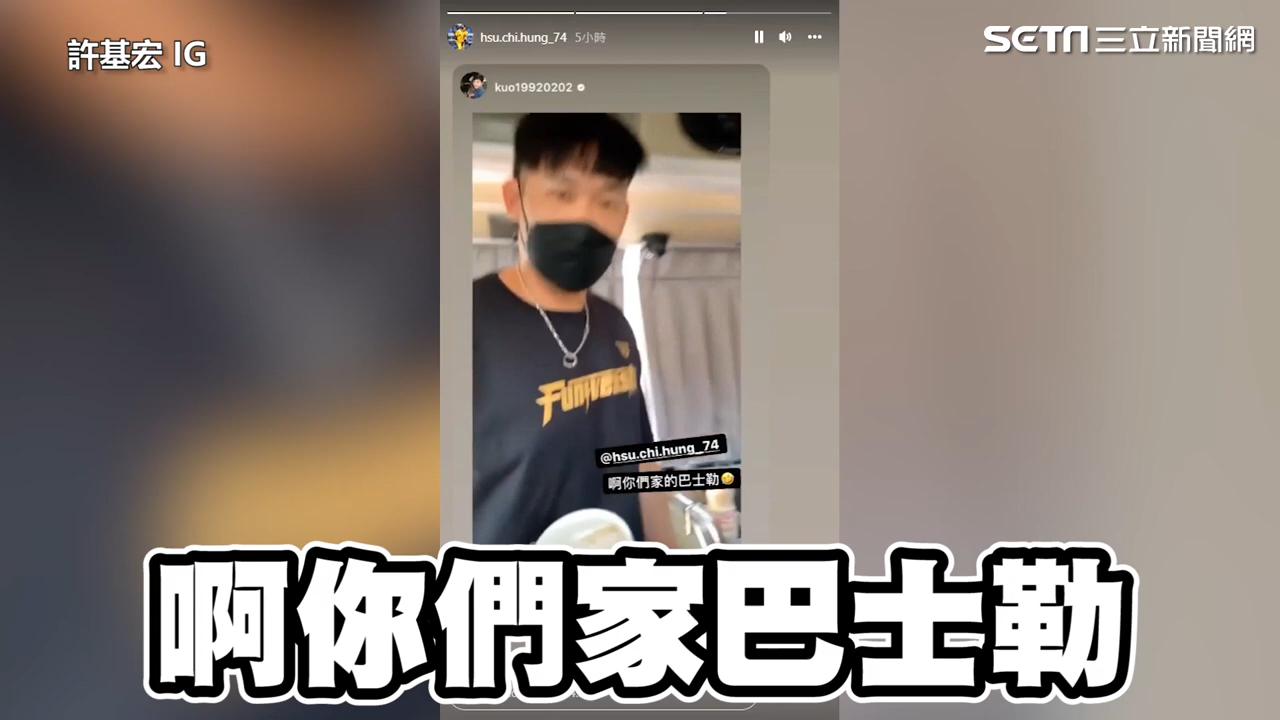 許基宏 IG
hsu.chi.hung_74 5小時
SETN三立新聞網
kuo19920202
@hsu.chi.hung_74
啊你們家的巴士勒🤣
啊你們家巴士勒